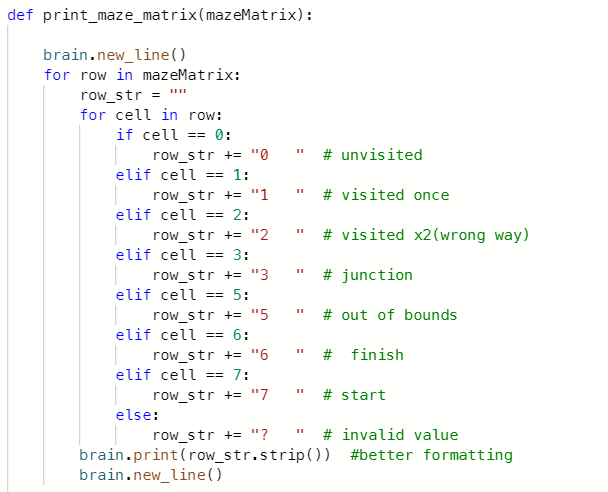 def print_maze_matrix(mazeMatrix):
    brain.new_line()
    for row in mazeMatrix:
        row_str = ""
        for cell in row:
            if cell == 0:
                row_str += "0   "  # unvisited
            elif cell == 1:
                row_str += "1   "  # visited once
            elif cell == 2:
                row_str += "2   "  # visited x2(wrong way)
            elif cell == 3:
                row_str += "3   "  # junction
            elif cell == 5:
                row_str += "5   "  # out of bounds
            elif cell == 6:
                row_str += "6   "  #  finish
            elif cell == 7:
                row_str += "7   "  # start
            else:
                row_str += "?   "  # invalid value
        brain.print(row_str.strip())  #better formatting
        brain.new_line()